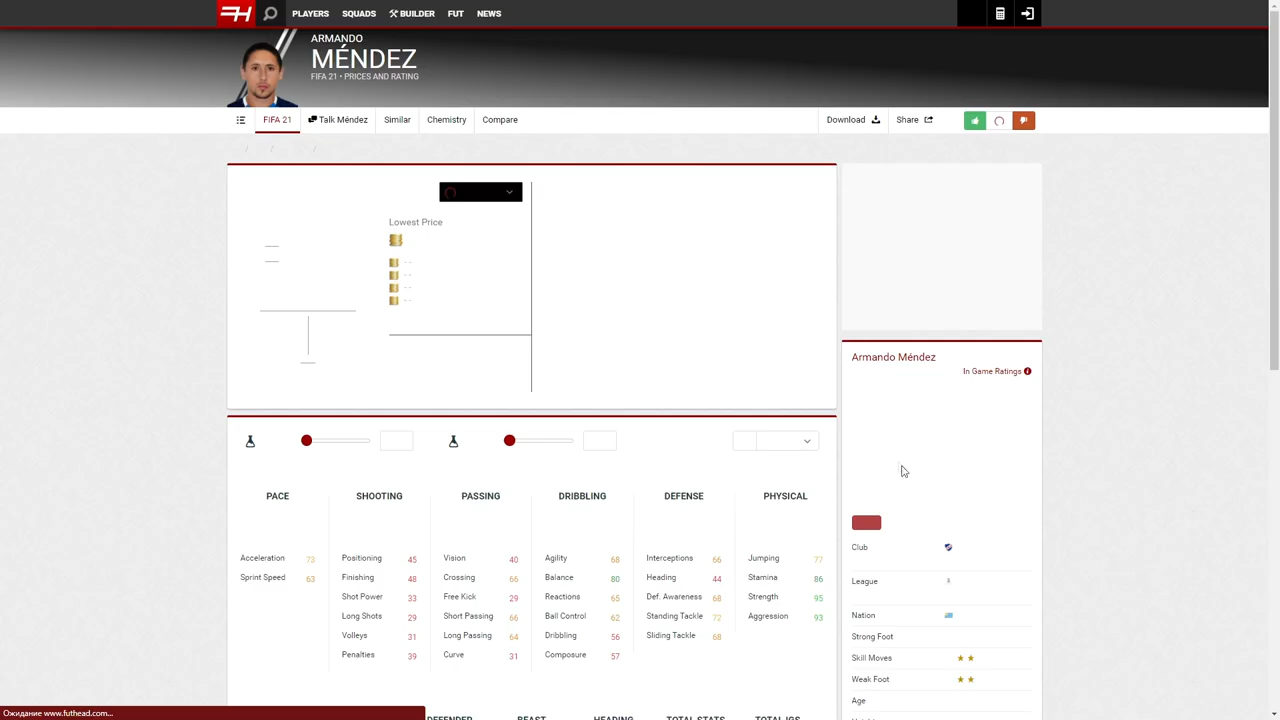 PLAYERS SQUADS BUILDER FUT NEWS
ARMANDO
MÉNDEZ
FIFA 21 • PRICES AND RATING
FIFA 21 Talk Méndez Similar Chemistry Compare Download Share
/ / /
Lowest Price
--
--
--
--
Armando Méndez
In Game Ratings
PACE SHOOTING PASSING DRIBBLING DEFENSE PHYSICAL
Acceleration 73 Positioning 45 Vision 40 Agility 68 Interceptions 66 Jumping 77
Sprint Speed 63 Finishing 48 Crossing 66 Balance 80 Heading 44 Stamina 86
Shot Power 33 Free Kick 29 Reactions 65 Def. Awareness 68 Strength 95
Long Shots 29 Short Passing 66 Ball Control 62 Standing Tackle 72 Aggression 93
Volleys 31 Long Passing 64 Dribbling 56 Sliding Tackle 68
Penalties 39 Curve 31 Composure 57
Club
League
Nation
Strong Foot
Skill Moves
Weak Foot
Age
Ожидание www.futhead.com...
DEFENDER BEAST HEADING TOTAL STATS TOTAL IGS